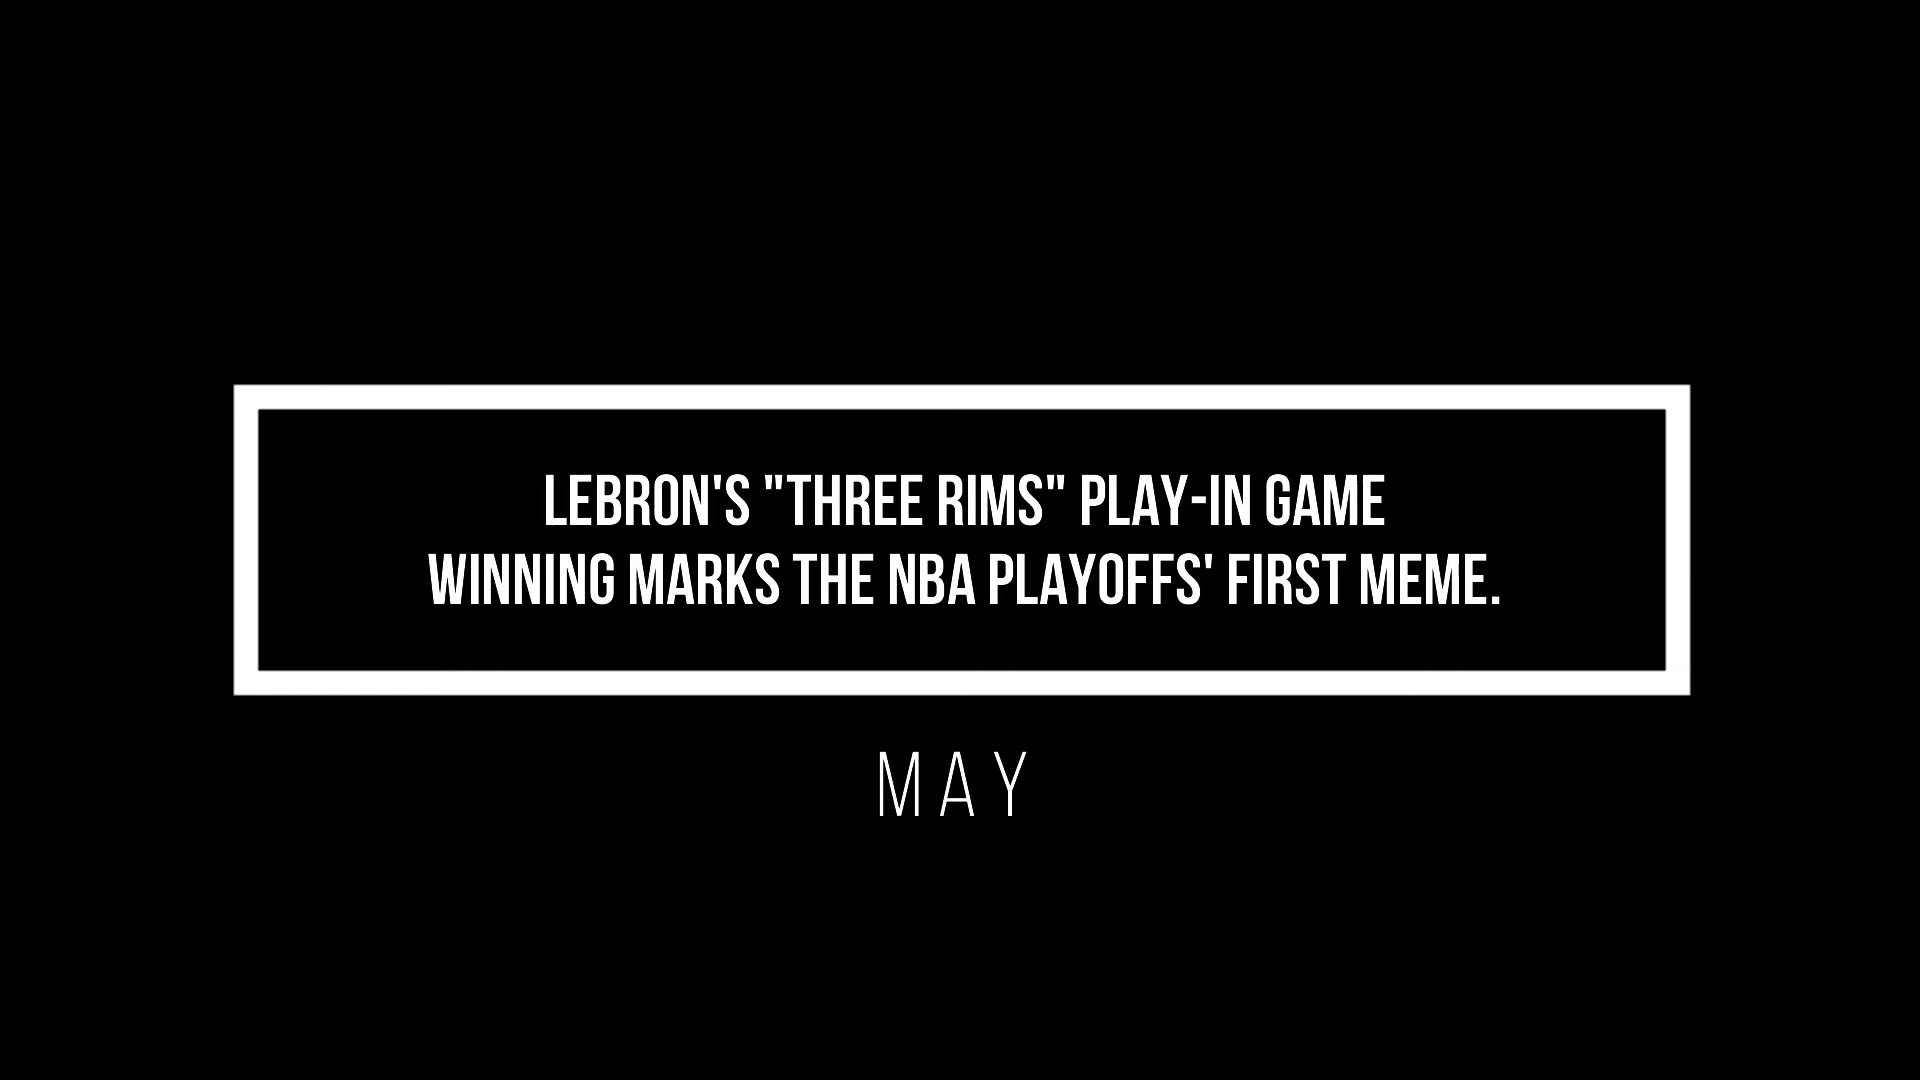 LEBRON'S "THREE RIMS" PLAY-IN GAME
WINNING MARKS THE NBA PLAYOFFS' FIRST MEME.
MAY